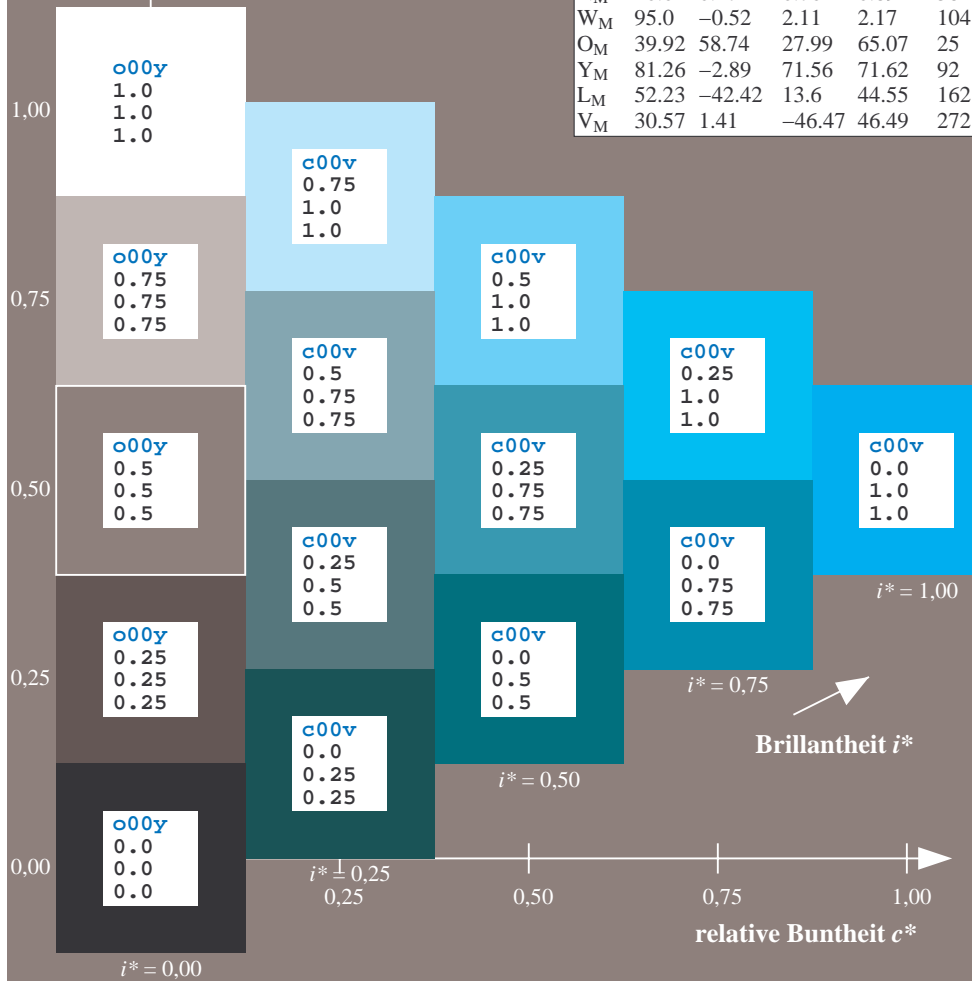 W_M 95.0 −0.52 2.11 2.17 104
O_M 39.92 58.74 27.99 65.07 25
Y_M 81.26 −2.89 71.56 71.62 92
L_M 52.23 −42.42 13.6 44.55 162
V_M 30.57 1.41 −46.47 46.49 272
1,00
o00y
1.0
1.0
1.0
c00v
0.75
1.0
1.0
0,75
o00y
0.75
0.75
0.75
c00v
0.5
1.0
1.0
c00v
0.5
0.75
0.75
c00v
0.25
1.0
1.0
0,50
o00y
0.5
0.5
0.5
c00v
0.25
0.75
0.75
c00v
0.0
1.0
1.0
c00v
0.25
0.5
0.5
c00v
0.0
0.75
0.75
i* = 1,00
0,25
o00y
0.25
0.25
0.25
c00v
0.0
0.5
0.5
i* = 0,75
c00v
0.0
0.25
0.25
Brillantheit i*
i* = 0,50
0,00
o00y
0.0
0.0
0.0
i* = 0,25
0,25 0,50 0,75 1,00
relative Buntheit c*
i* = 0,00